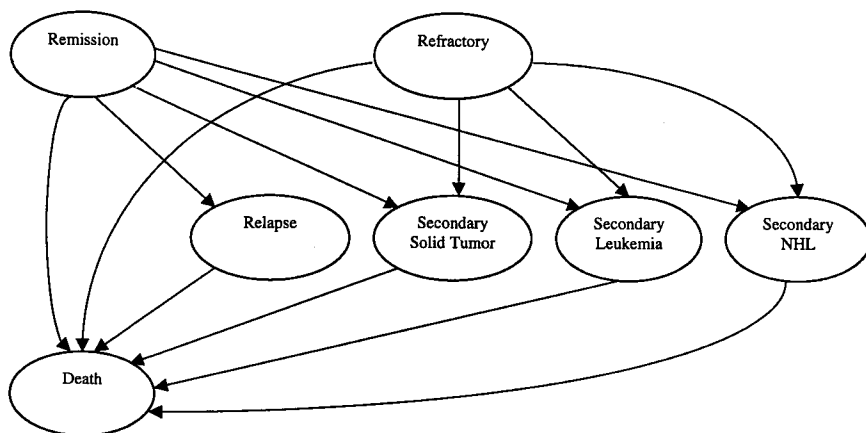 Remission
Refractory
Relapse
Secondary
Solid Tumor
Secondary
Leukemia
Secondary
NHL
Death